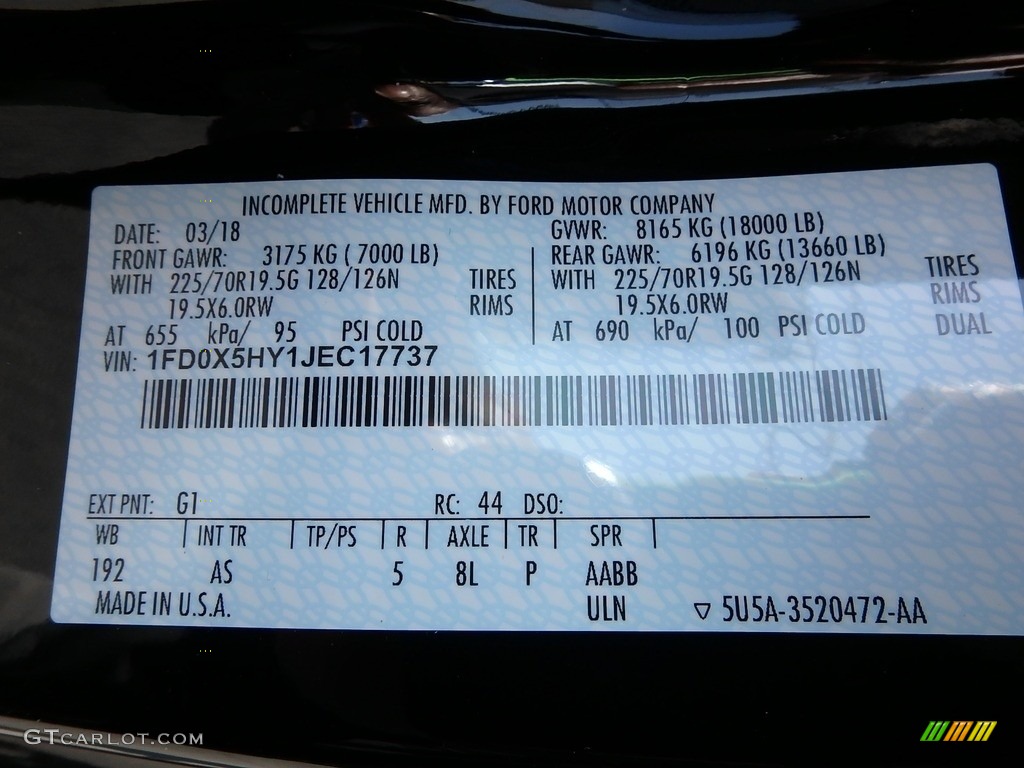 INCOMPLETE VEHICLE MFD. BY FORD MOTOR COMPANY
DATE: 03/18 GVWR: 8165 KG (18000 LB)
FRONT GAWR: 3175 KG ( 7000 LB) REAR GAWR: 6196 KG (13660 LB)
WITH 225/70R19.5G 128/126N TIRES WITH 225/70R19.5G 128/126N TIRES
19.5X6.0RW RIMS 19.5X6.0RW RIMS
AT 655 kPa/ 95 PSI COLD AT 690 kPa/ 100 PSI COLD DUAL
VIN: 1FD0X5HY1JEC17737
EXT PNT: G1 RC: 44 DSO:
WB INT TR TP/PS R AXLE TR SPR
192 AS 5 8L P AABB
MADE IN U.S.A. ULN ▽ 5U5A-3520472-AA
GTCARLOT.COM